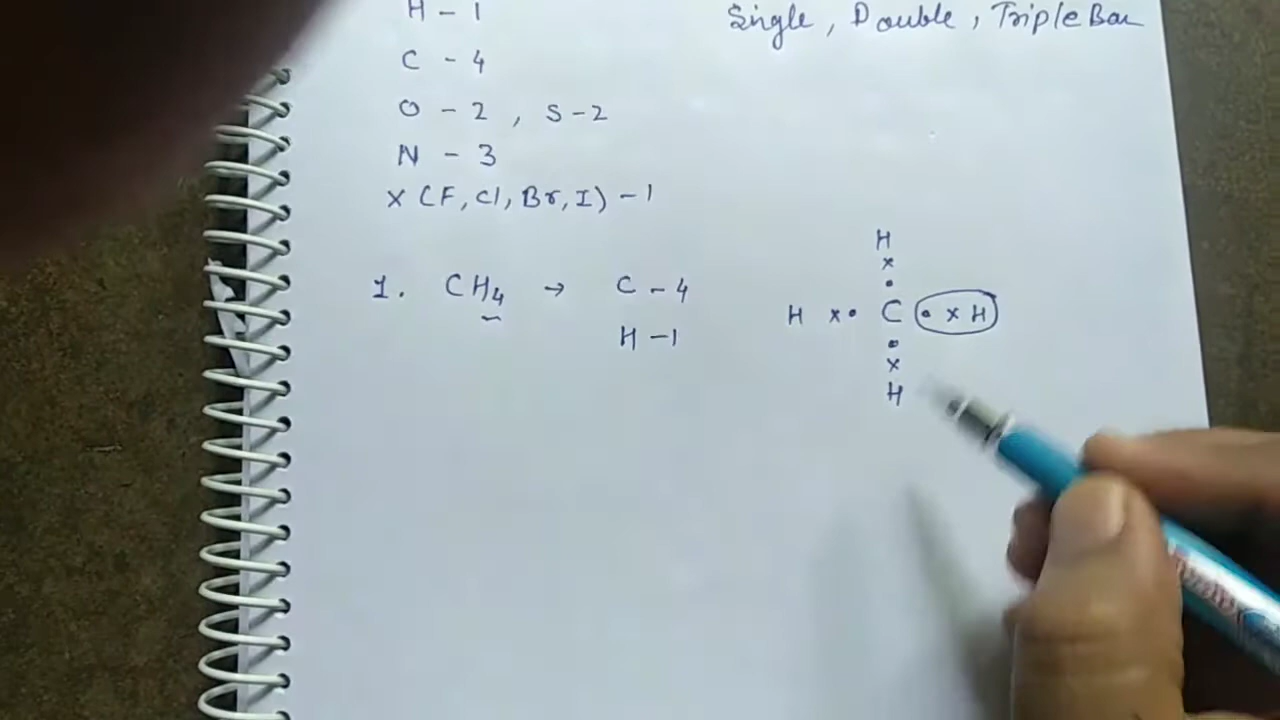 H - 1
Single, Double, Triple Bon
C - 4
O - 2 , S - 2
N - 3
X (F, Cl, Br, I) - 1
1. CH4 → C - 4
H - 1
H
x
•
H x • C • x H
•
x
H